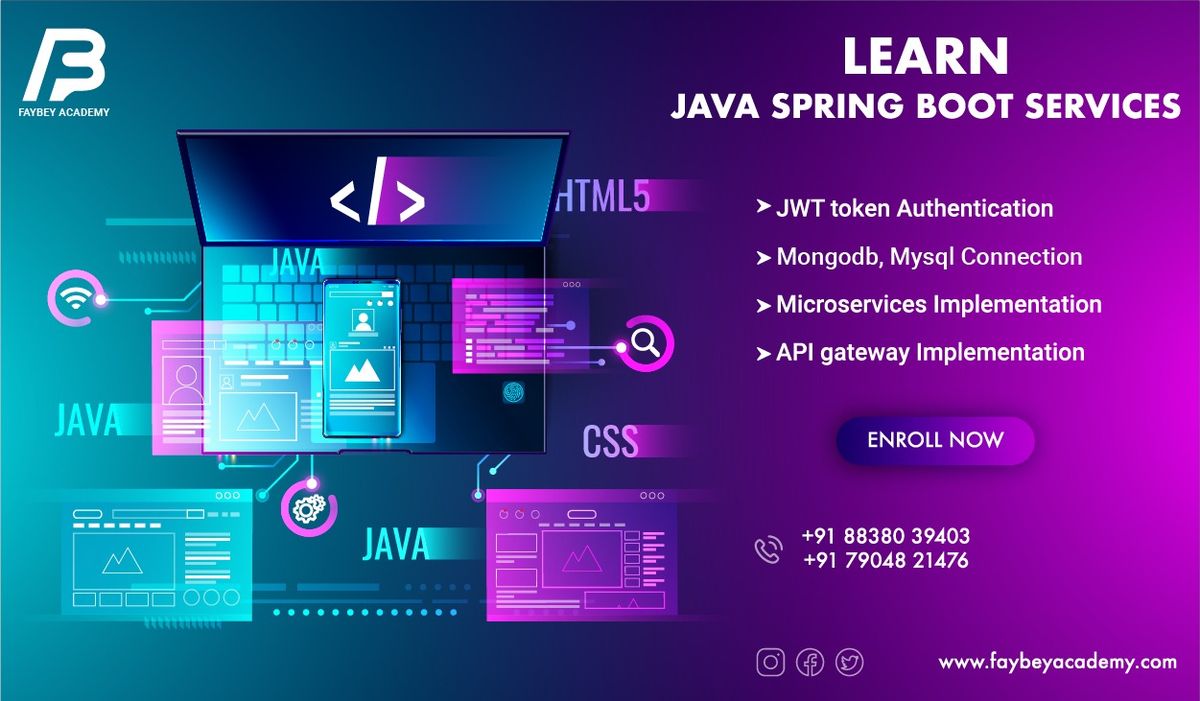 FAYBEY ACADEMY
LEARN
JAVA SPRING BOOT SERVICES
</>
HTML5
JAVA
JAVA
CSS
JAVA
JWT token Authentication
Mongodb, Mysql Connection
Microservices Implementation
API gateway Implementation
ENROLL NOW
+91 88380 39403
+91 79048 21476
www.faybeyacademy.com